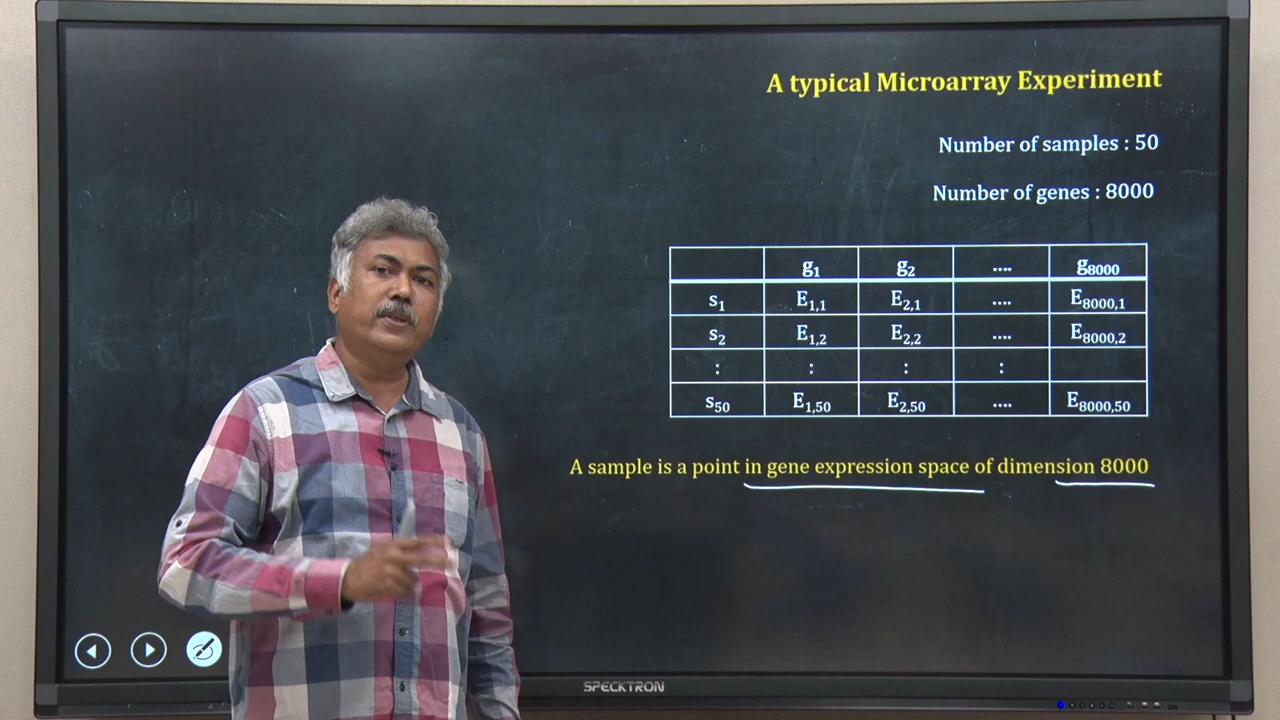 A typical Microarray Experiment
Number of samples : 50
Number of genes : 8000
g1 g2 .... g8000
s1 E1,1 E2,1 .... E8000,1
s2 E1,2 E2,2 .... E8000,2
: : : :
s50 E1,50 E2,50 .... E8000,50
A sample is a point in gene expression space of dimension 8000
SPECKTRON